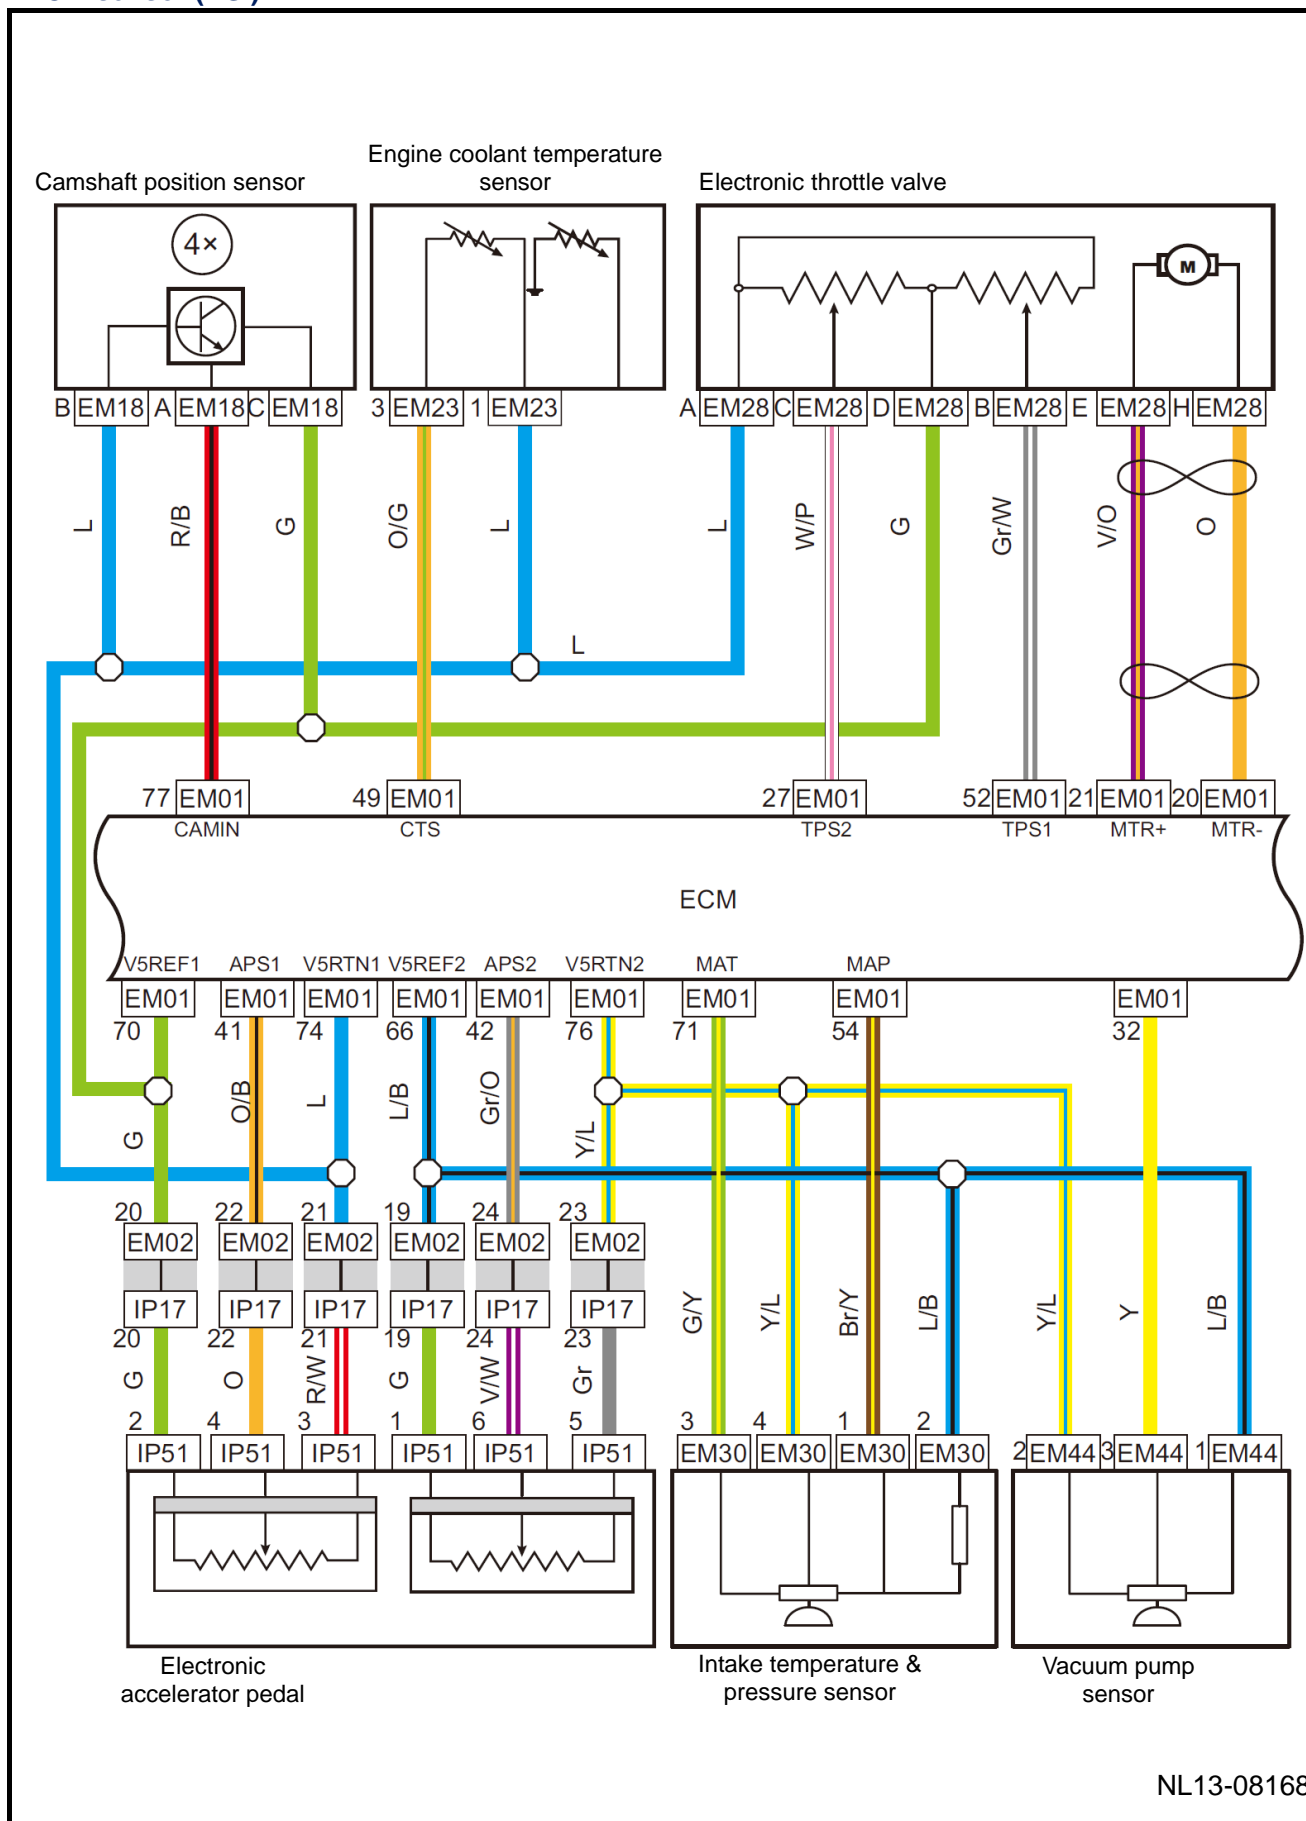 Engine coolant temperature
sensor
Camshaft position sensor
Electronic throttle valve
4×
M
B EM18 A EM18 C EM18 3 EM23 1 EM23 A EM28 C EM28 D EM28 B EM28 E EM28 H EM28
L R/B G O/G L L W/P G Gr/W V/O O
L
77 EM01 49 EM01 27 EM01 52 EM01 21 EM01 20 EM01
CAMIN CTS TPS2 TPS1 MTR+ MTR-
ECM
V5REF1 APS1 V5RTN1 V5REF2 APS2 V5RTN2 MAT MAP
EM01 EM01 EM01 EM01 EM01 EM01 EM01 EM01 EM01
70 41 74 66 42 76 71 54 32
G O/B L L/B Gr/O Y/L
20 22 21 19 24 23
EM02 EM02 EM02 EM02 EM02 EM02
IP17 IP17 IP17 IP17 IP17 IP17
20 22 21 19 24 23
G O R/W G V/W Gr G/Y Y/L Br/Y L/B Y/L Y L/B
2 4 3 1 6 5 3 4 1 2
IP51 IP51 IP51 IP51 IP51 IP51 EM30 EM30 EM30 EM30 2 EM44 3 EM44 1 EM44
Electronic
accelerator pedal
Intake temperature &
pressure sensor
Vacuum pump
sensor
NL13-08168